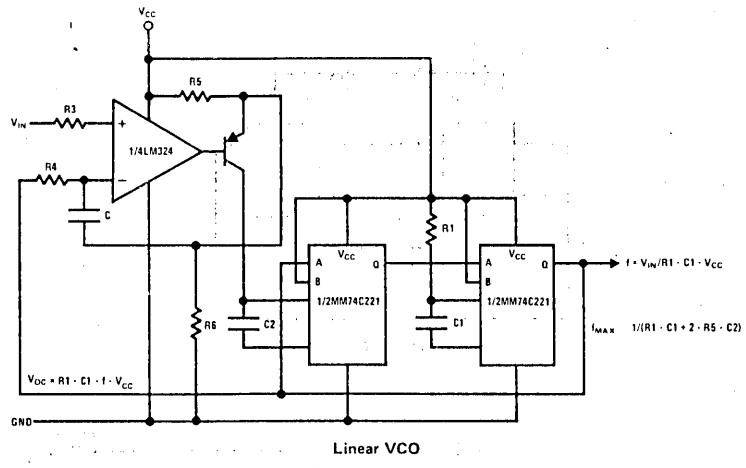 VCC
R5
R3
VIN
+
1/4LM324
R4
−
C
R1
VCC
A
Q
B
1/2MM74C221
VCC
A
Q
B
1/2MM74C221
f = VIN/R1 · C1 · VCC
R6
C2
C1
fMAX 1/(R1 · C1 + 2 · R5 · C2)
VDC = R1 · C1 · f · VCC
GND
Linear VCO